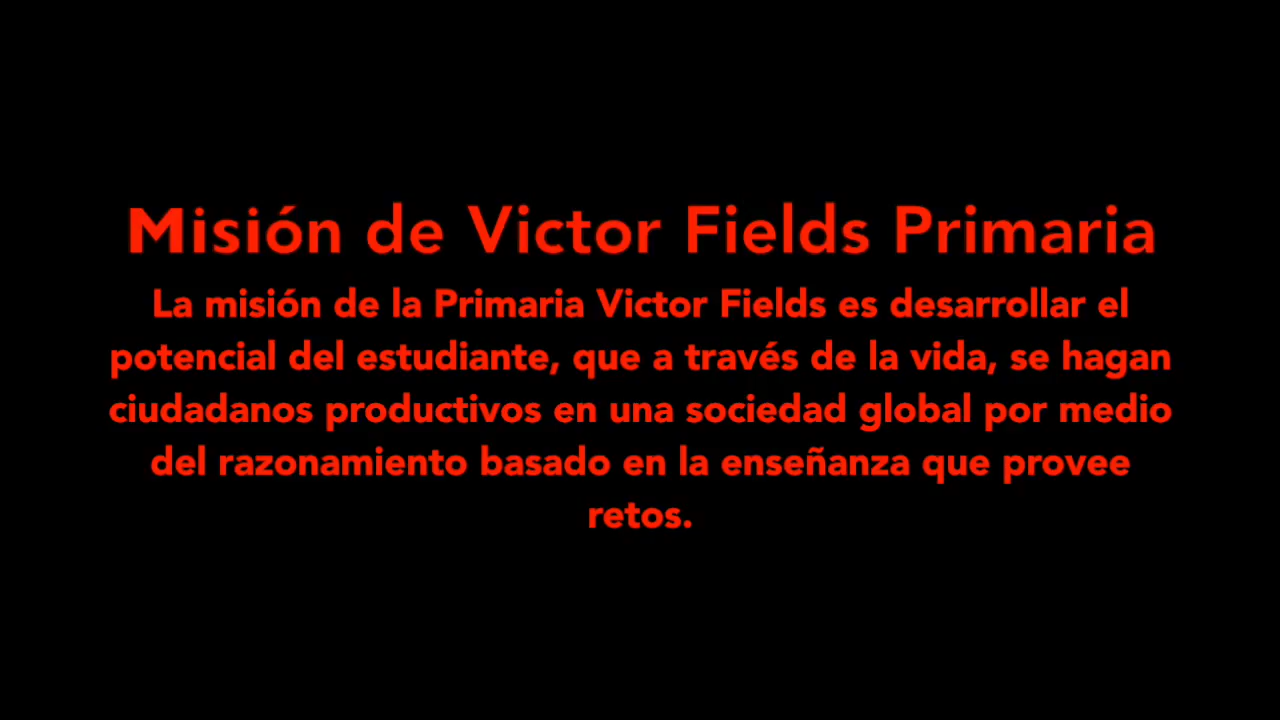 Misión de Victor Fields Primaria
La misión de la Primaria Victor Fields es desarrollar el
potencial del estudiante, que a través de la vida, se hagan
ciudadanos productivos en una sociedad global por medio
del razonamiento basado en la enseñanza que provee
retos.